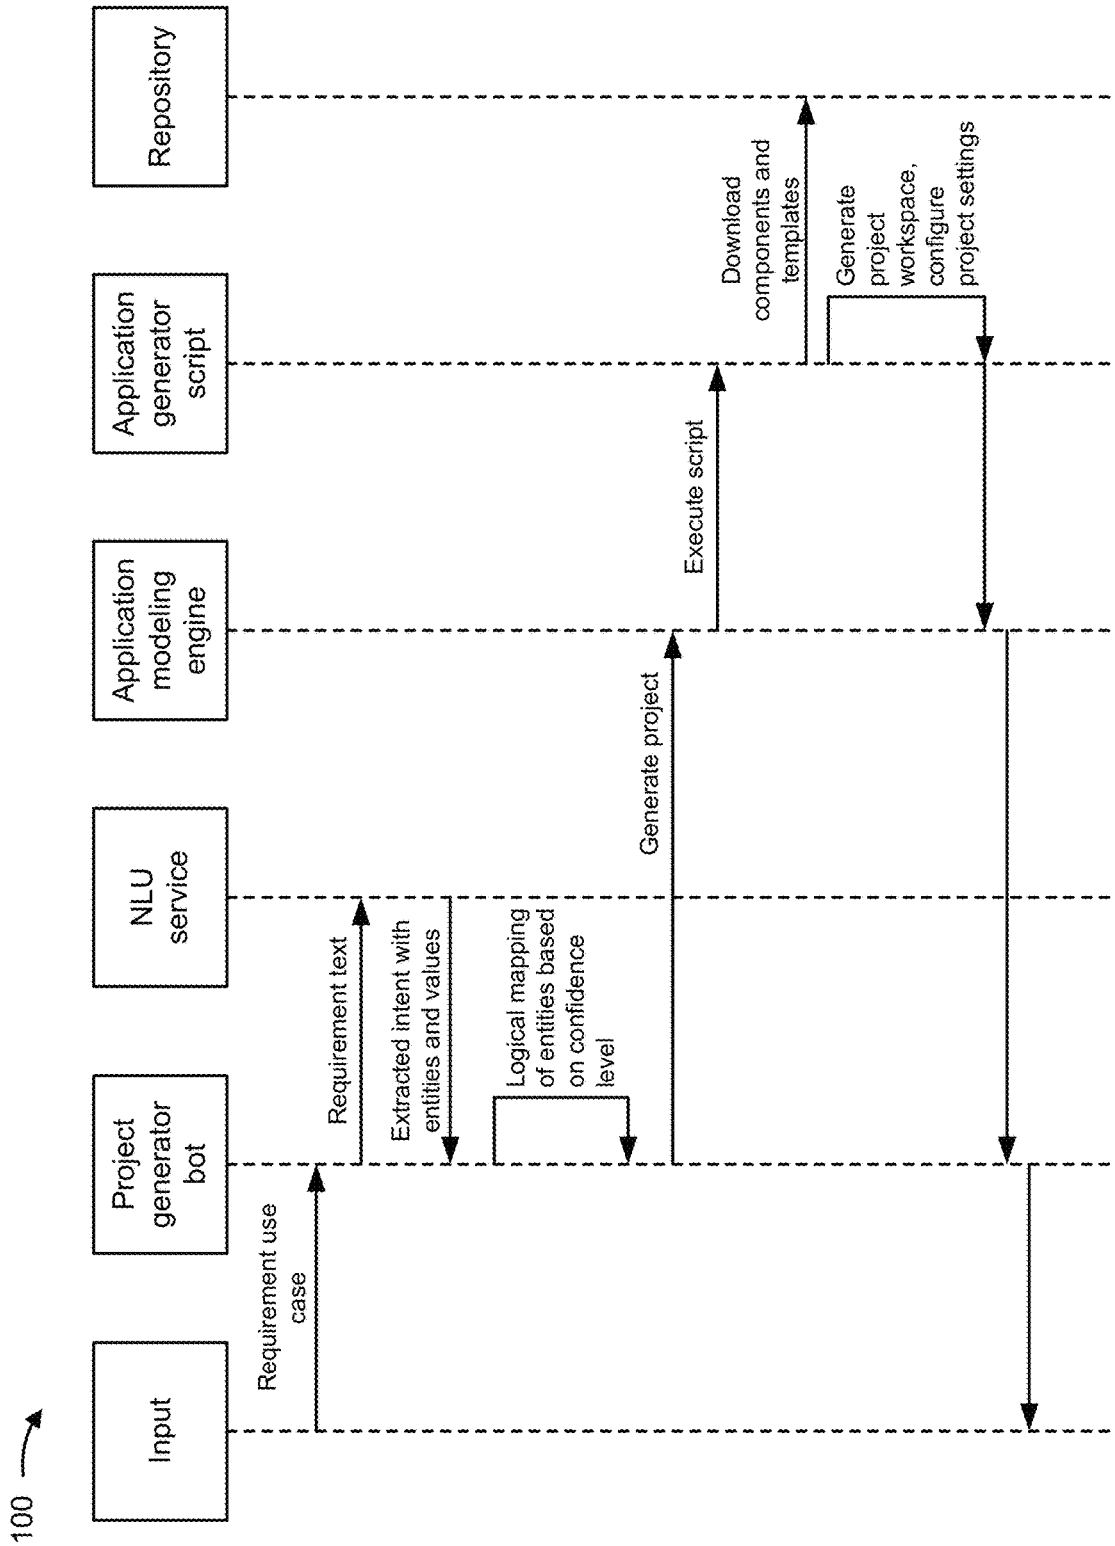 100
Input
Project
generator
bot
NLU
service
Application
modeling
engine
Application
generator
script
Repository
Requirement use
case
Requirement text
Extracted intent with
entities and values
Logical mapping
of entities based
on confidence
level
Generate project
Execute script
Download
components and
templates
Generate
project
workspace,
configure
project settings